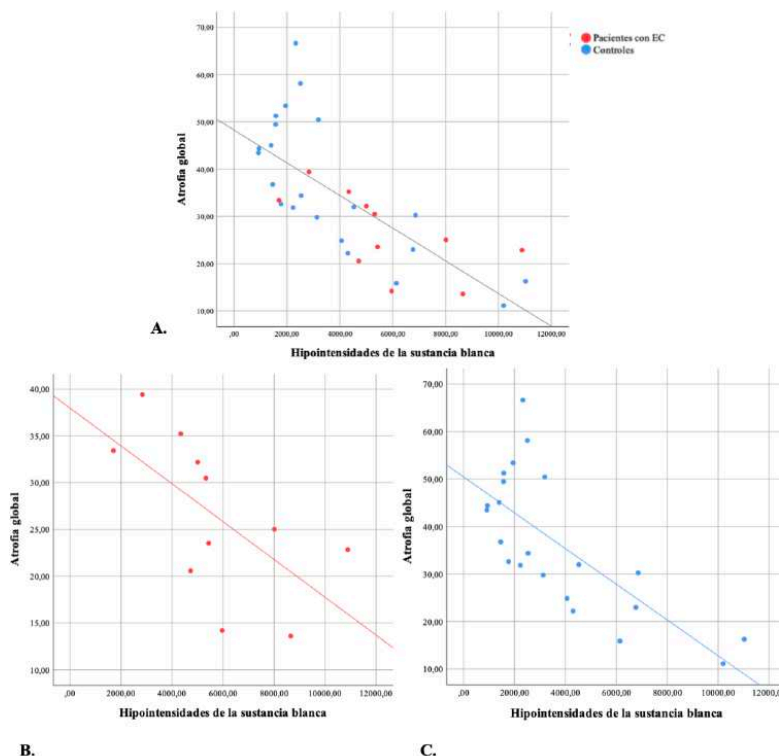 Pacientes con EC
Controles
70,00
60,00
50,00
40,00
30,00
20,00
10,00
Atrofia global
,00 2000,00 4000,00 6000,00 8000,00 10000,00 12000,00
Hipointensidades de la sustancia blanca
A.
40,00
35,00
30,00
25,00
20,00
15,00
10,00
Atrofia global
,00 2000,00 4000,00 6000,00 8000,00 10000,00 12000,00
Hipointensidades de la sustancia blanca
B.
70,00
60,00
50,00
40,00
30,00
20,00
10,00
Atrofia global
,00 2000,00 4000,00 6000,00 8000,00 10000,00 12000,00
Hipointensidades de la sustancia blanca
C.